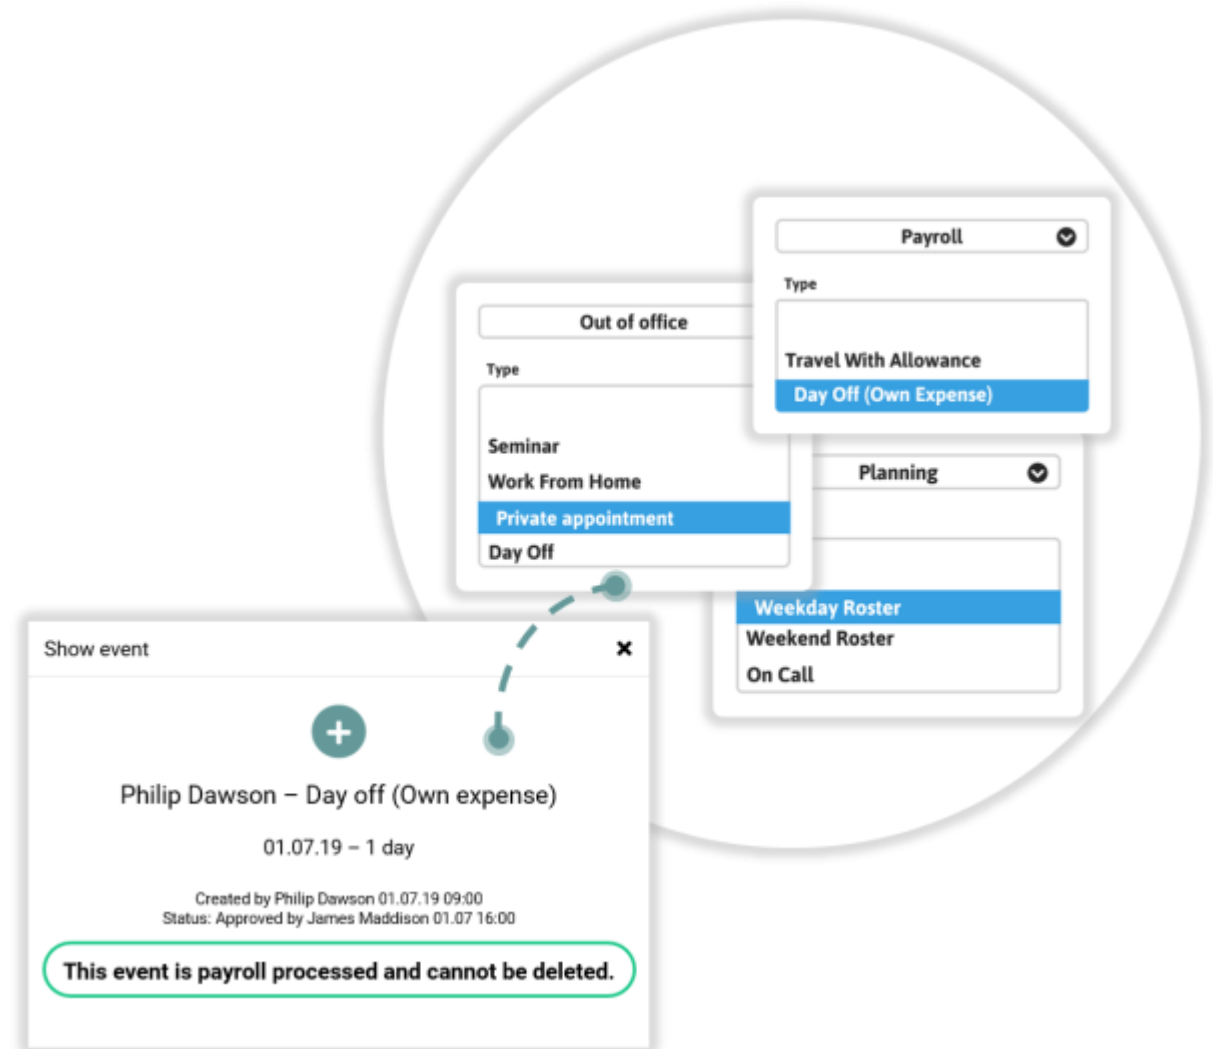 Payroll
Type
Travel With Allowance
Day Off (Own Expense)
Out of office
Type
Seminar
Work From Home
Private appointment
Day Off
Planning
Weekday Roster
Weekend Roster
On Call
Show event
Philip Dawson – Day off (Own expense)
01.07.19 – 1 day
Created by Philip Dawson 01.07.19 09:00
Status: Approved by James Maddison 01.07 16:00
This event is payroll processed and cannot be deleted.